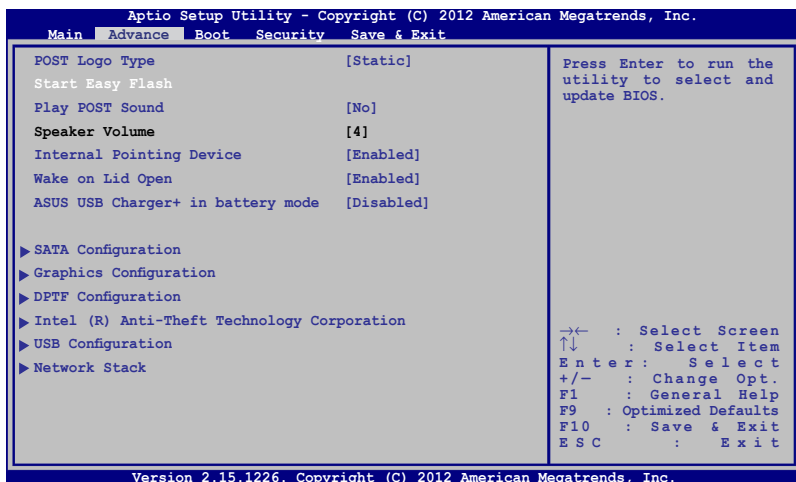 Aptio Setup Utility - Copyright (C) 2012 American Megatrends, Inc.
Main Advance Boot Security Save & Exit
POST Logo Type [Static]
Start Easy Flash
Play POST Sound [No]
Speaker Volume [4]
Internal Pointing Device [Enabled]
Wake on Lid Open [Enabled]
ASUS USB Charger+ in battery mode [Disabled]
SATA Configuration
Graphics Configuration
DPTF Configuration
Intel (R) Anti-Theft Technology Corporation
USB Configuration
Network Stack
Press Enter to run the
utility to select and
update BIOS.
→← : Select Screen
↑↓ : Select Item
Enter: Select
+/— : Change Opt.
F1 : General Help
F9 : Optimized Defaults
F10 : Save & Exit
ESC : Exit
Version 2.15.1226. Copyright (C) 2012 American Megatrends, Inc.